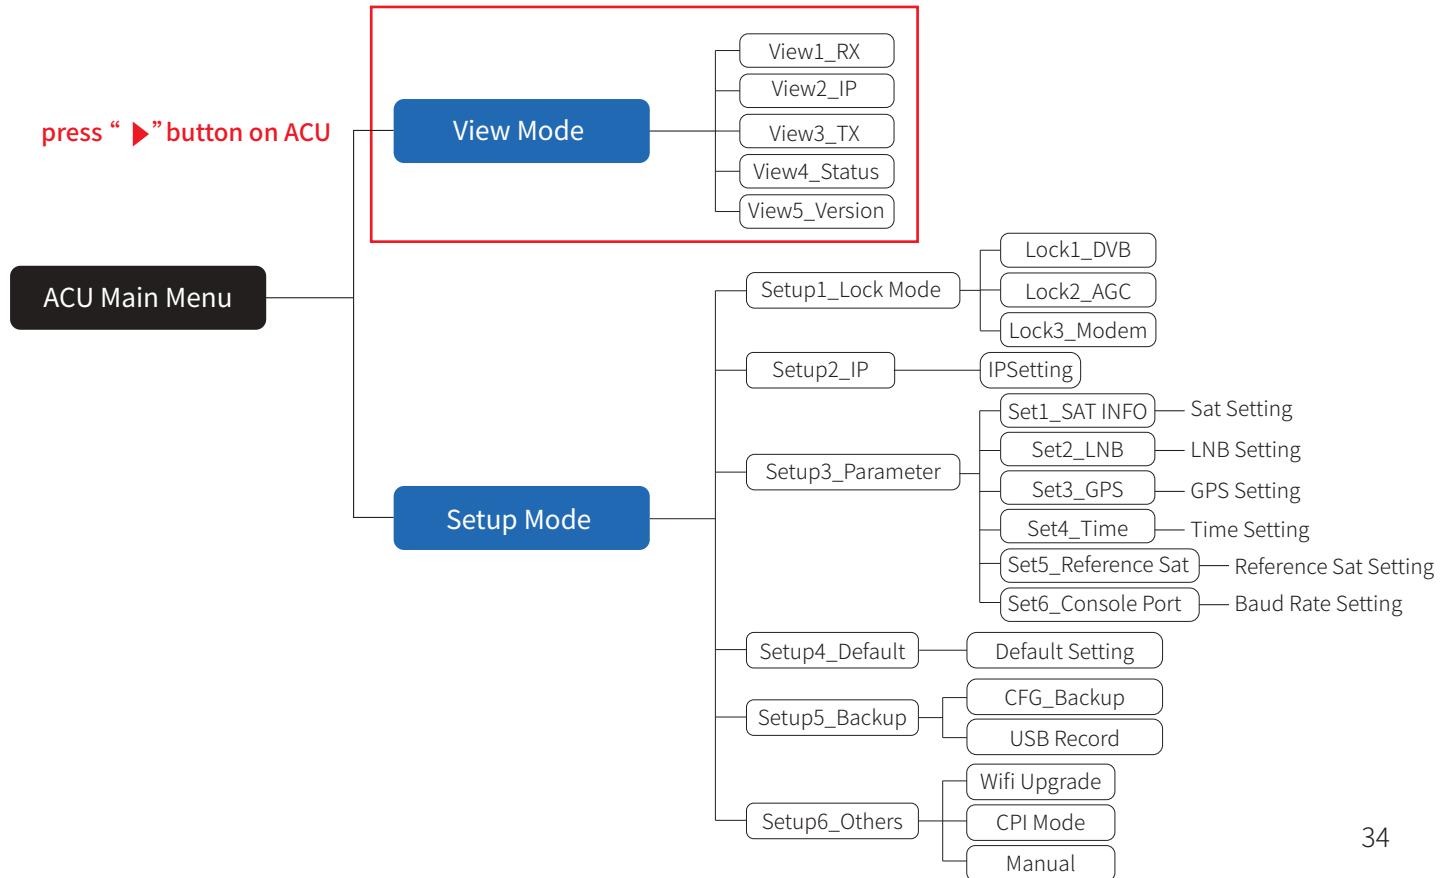 press “ ▶” button on ACU
ACU Main Menu
View Mode
View1_RX
View2_IP
View3_TX
View4_Status
View5_Version
Setup Mode
Setup1_Lock Mode
Lock1_DVB
Lock2_AGC
Lock3_Modem
Setup2_IP
IPSetting
Setup3_Parameter
Set1_SAT INFO
Sat Setting
Set2_LNB
LNB Setting
Set3_GPS
GPS Setting
Set4_Time
Time Setting
Set5_Reference Sat
Reference Sat Setting
Set6_Console Port
Baud Rate Setting
Setup4_Default
Default Setting
Setup5_Backup
CFG_Backup
USB Record
Setup6_Others
Wifi Upgrade
CPI Mode
Manual
34